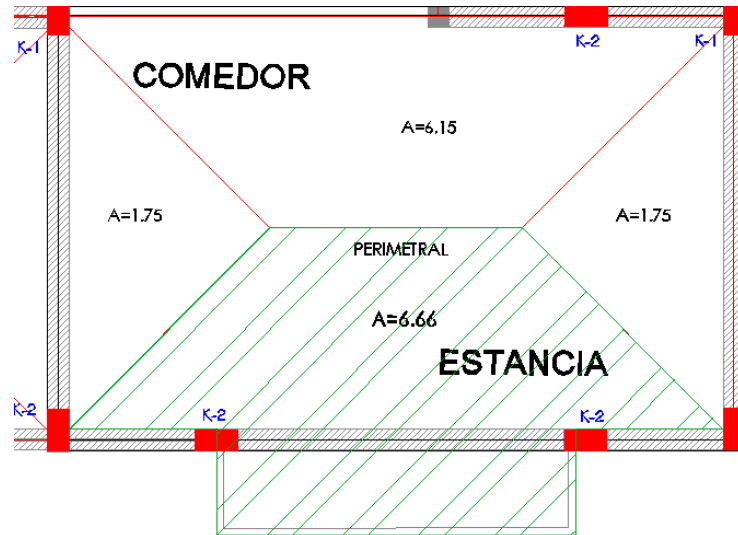 K-1
K-2
K-1
COMEDOR
A=6.15
A=1.75
A=1.75
PERIMETRAL
A=6.66
ESTANCIA
K-2
K-2
K-2